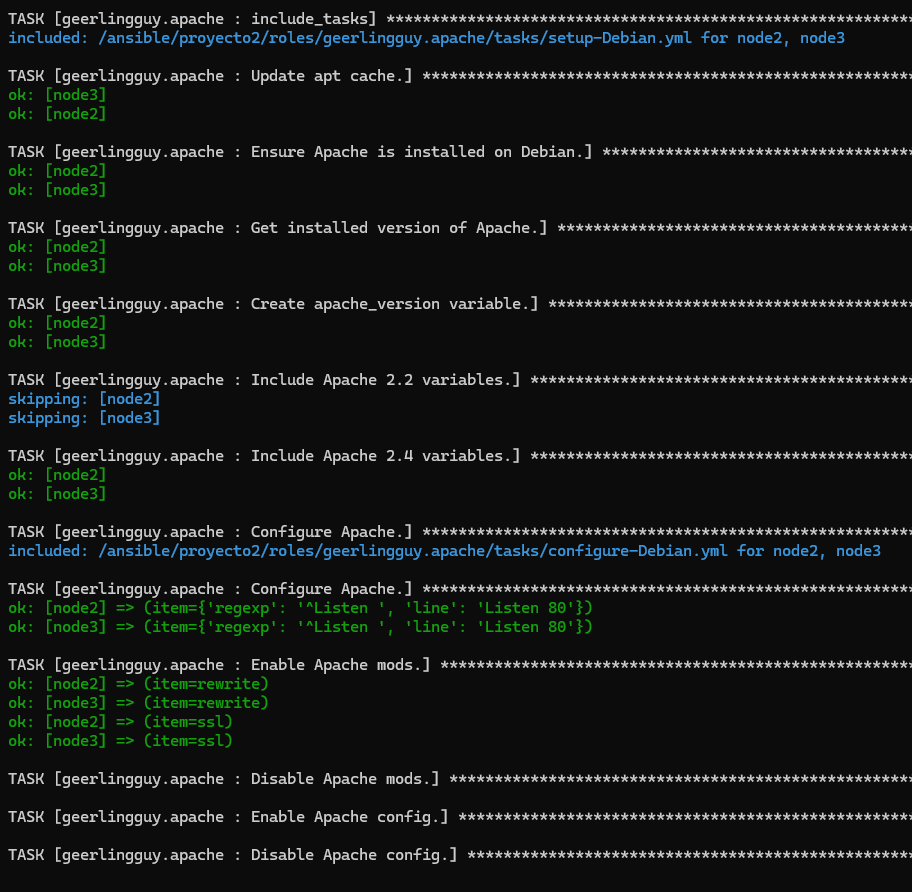 TASK [geerlingguy.apache : include_tasks] **********************************************************
included: /ansible/proyecto2/roles/geerlingguy.apache/tasks/setup-Debian.yml for node2, node3
TASK [geerlingguy.apache : Update apt cache.] ******************************************************
ok: [node3]
ok: [node2]
TASK [geerlingguy.apache : Ensure Apache is installed on Debian.] **********************************
ok: [node2]
ok: [node3]
TASK [geerlingguy.apache : Get installed version of Apache.] ***************************************
ok: [node2]
ok: [node3]
TASK [geerlingguy.apache : Create apache_version variable.] ****************************************
ok: [node2]
ok: [node3]
TASK [geerlingguy.apache : Include Apache 2.2 variables.] ******************************************
skipping: [node2]
skipping: [node3]
TASK [geerlingguy.apache : Include Apache 2.4 variables.] ******************************************
ok: [node2]
ok: [node3]
TASK [geerlingguy.apache : Configure Apache.] ******************************************************
included: /ansible/proyecto2/roles/geerlingguy.apache/tasks/configure-Debian.yml for node2, node3
TASK [geerlingguy.apache : Configure Apache.] ******************************************************
ok: [node2] => (item={'regexp': '^Listen ', 'line': 'Listen 80'})
ok: [node3] => (item={'regexp': '^Listen ', 'line': 'Listen 80'})
TASK [geerlingguy.apache : Enable Apache mods.] ****************************************************
ok: [node2] => (item=rewrite)
ok: [node3] => (item=rewrite)
ok: [node2] => (item=ssl)
ok: [node3] => (item=ssl)
TASK [geerlingguy.apache : Disable Apache mods.] ***************************************************
TASK [geerlingguy.apache : Enable Apache config.] **************************************************
TASK [geerlingguy.apache : Disable Apache config.] *************************************************